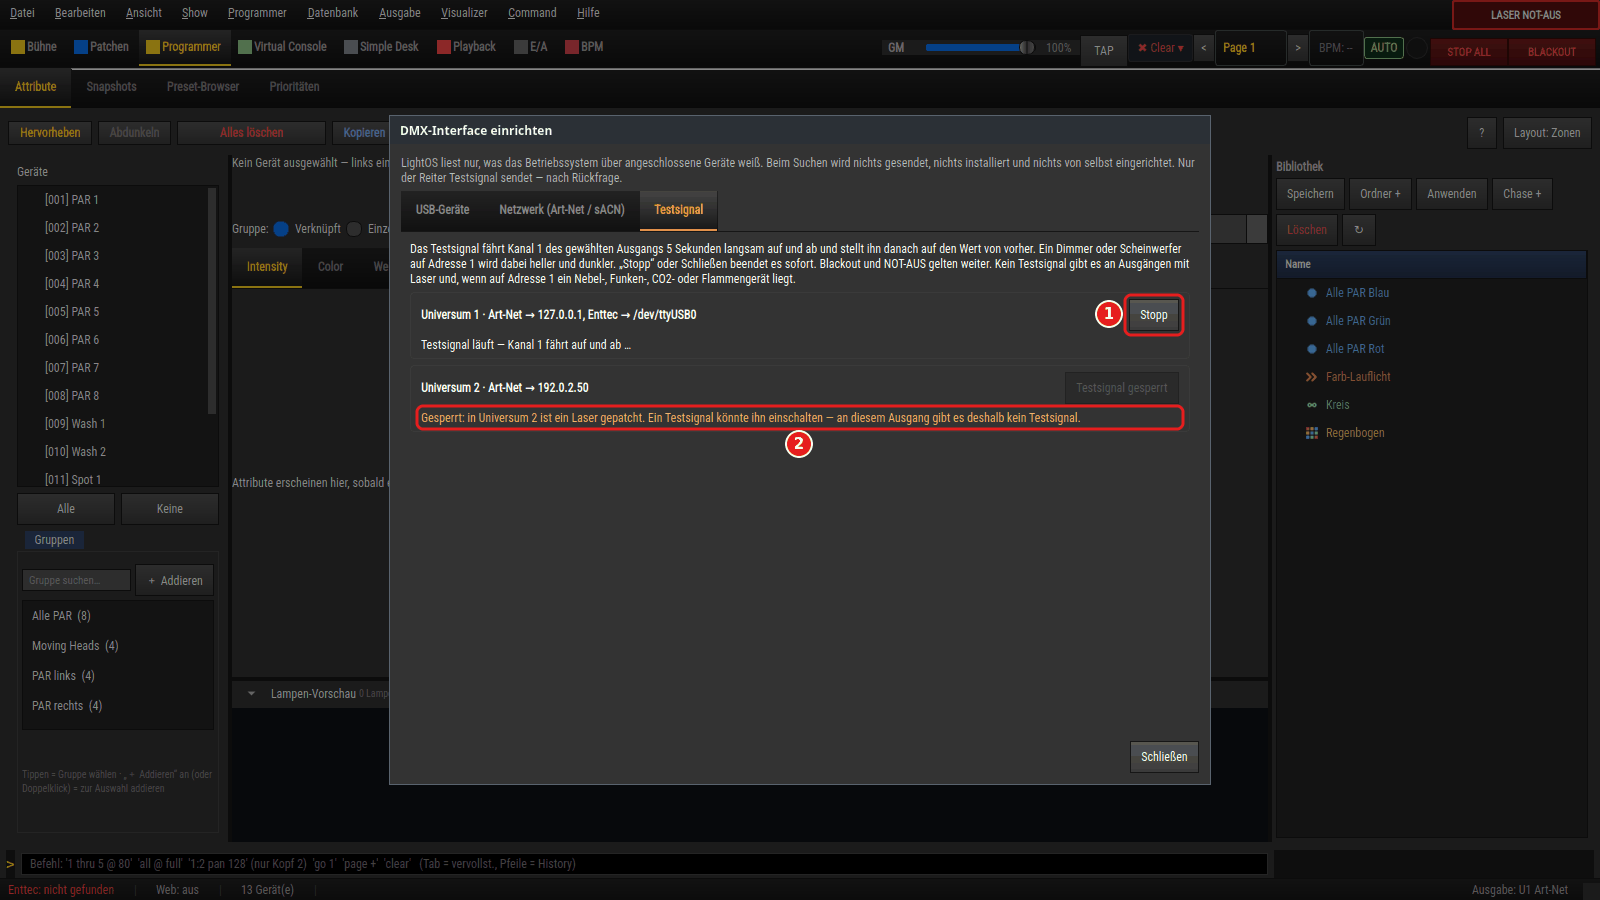 Datei Bearbeiten Ansicht Show Programmer Datenbank Ausgabe Visualizer Command Hilfe
LASER NOT-AUS
Bühne Patchen Programmer Virtual Console Simple Desk Playback E/A BPM
GM 100% TAP ✖ Clear ▾ < Page 1 > BPM: -- AUTO STOP ALL BLACKOUT
Attribute Snapshots Preset-Browser Prioritäten
Hervorheben Abdunkeln Alles löschen Kopieren
? Layout: Zonen
DMX-Interface einrichten
LightOS liest nur, was das Betriebssystem über angeschlossene Geräte weiß. Beim Suchen wird nichts gesendet, nichts installiert und nichts von selbst eingerichtet. Nur
der Reiter Testsignal sendet — nach Rückfrage.
USB-Geräte Netzwerk (Art-Net / sACN) Testsignal
Das Testsignal fährt Kanal 1 des gewählten Ausgangs 5 Sekunden langsam auf und ab und stellt ihn danach auf den Wert von vorher. Ein Dimmer oder Scheinwerfer
auf Adresse 1 wird dabei heller und dunkler. „Stopp“ oder Schließen beendet es sofort. Blackout und NOT-AUS gelten weiter. Kein Testsignal gibt es an Ausgängen mit
Laser und, wenn auf Adresse 1 ein Nebel-, Funken-, CO2- oder Flammengerät liegt.
Universum 1 · Art-Net → 127.0.0.1, Enttec → /dev/ttyUSB0
1
Stopp
Testsignal läuft — Kanal 1 fährt auf und ab ...
Universum 2 · Art-Net → 192.0.2.50
Testsignal gesperrt
Gesperrt: in Universum 2 ist ein Laser gepatcht. Ein Testsignal könnte ihn einschalten — an diesem Ausgang gibt es deshalb kein Testsignal.
2
Schließen
Geräte
[001] PAR 1
[002] PAR 2
[003] PAR 3
[004] PAR 4
[005] PAR 5
[006] PAR 6
[007] PAR 7
[008] PAR 8
[009] Wash 1
[010] Wash 2
[011] Spot 1
Alle Keine
Gruppen
Gruppe suchen... + Addieren
Alle PAR (8)
Moving Heads (4)
PAR links (4)
PAR rechts (4)
Tippen = Gruppe wählen · „ + Addieren“ an (oder
Doppelklick) = zur Auswahl addieren
Kein Gerät ausgewählt — links ein
Gruppe: Verknüpft Einze
Intensity Color We
Attribute erscheinen hier, sobald
Lampen-Vorschau 0 Lamp
Bibliothek
Speichern Ordner + Anwenden Chase +
Löschen ↻
Name
Alle PAR Blau
Alle PAR Grün
Alle PAR Rot
Farb-Lauflicht
Kreis
Regenbogen
> Befehl: '1 thru 5 @ 80' 'all @ full' '1:2 pan 128' (nur Kopf 2) 'go 1' 'page +' 'clear' (Tab = vervollst., Pfeile = History)
Enttec: nicht gefunden Web: aus 13 Gerät(e) Ausgabe: U1 Art-Net